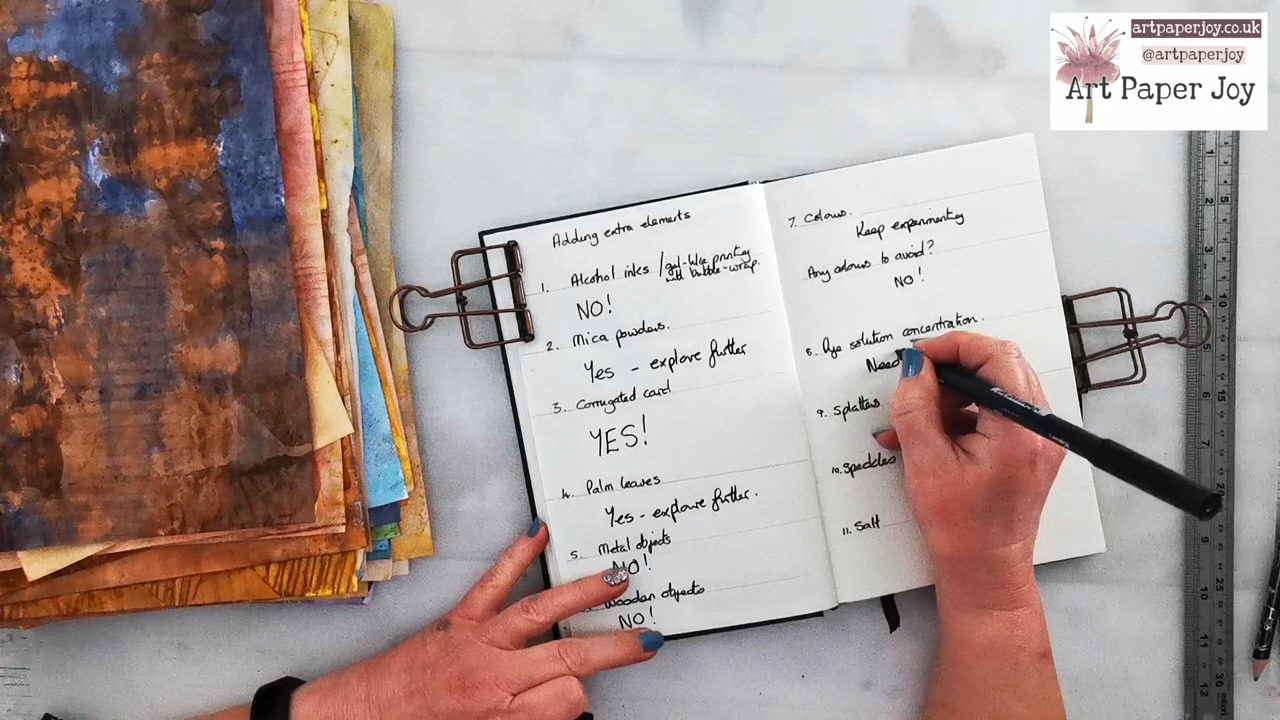 artpaperjoy.co.uk
@artpaperjoy
Art Paper Joy
Adding extra elements
1. Alcohol inks / gel-like printing
with bubble-wrap.
NO!
2. Mica powders.
Yes - explore further
3. Corrugated card
YES!
4. Palm leaves
Yes - explore further.
5. Metal objects
NO!
Wooden objects
NO!
7. Colours.
Keep experimenting
Any colours to avoid?
NO!
8. Dye solution concentration.
Need
9. Splatters
10. Speckles
11. Salt